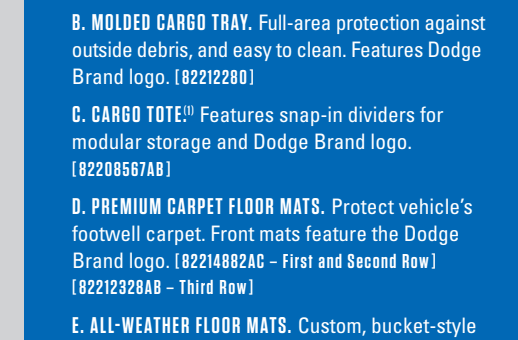 B. MOLDED CARGO TRAY. Full-area protection against
outside debris, and easy to clean. Features Dodge
Brand logo. [82212280]
C. CARGO TOTE.(1) Features snap-in dividers for
modular storage and Dodge Brand logo.
[82208567AB]
D. PREMIUM CARPET FLOOR MATS. Protect vehicle's
footwell carpet. Front mats feature the Dodge
Brand logo. [82214882AC – First and Second Row]
[82212328AB – Third Row]
E. ALL-WEATHER FLOOR MATS. Custom, bucket-style